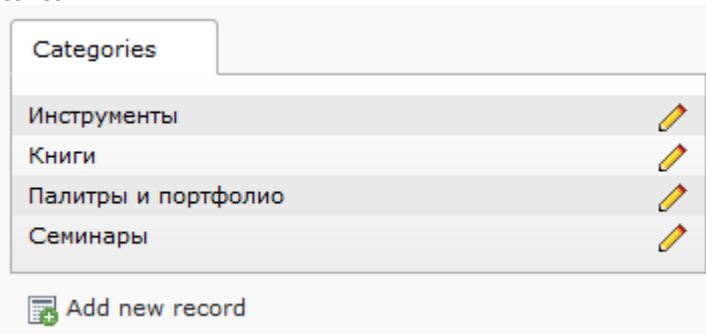 Categories
Инструменты
Книги
Палитры и портфолио
Семинары
Add new record